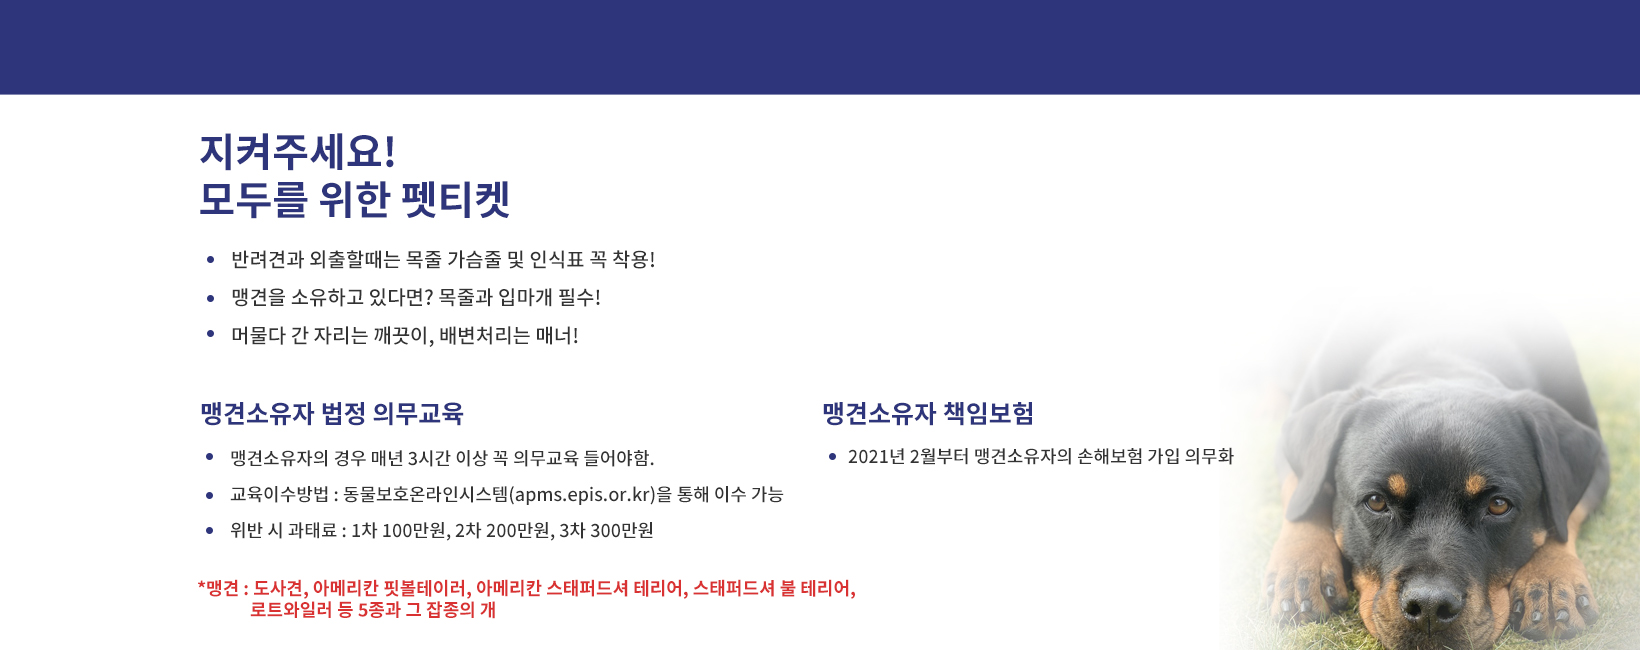 지켜주세요!
모두를 위한 펫티켓
• 반려견과 외출할때는 목줄 가슴줄 및 인식표 꼭 착용!
• 맹견을 소유하고 있다면? 목줄과 입마개 필수!
• 머물다 간 자리는 깨끗이, 배변처리는 매너!
맹견소유자 법정 의무교육
• 맹견소유자의 경우 매년 3시간 이상 꼭 의무교육 들어야함.
• 교육이수방법 : 동물보호온라인시스템(apms.epis.or.kr)을 통해 이수 가능
• 위반 시 과태료 : 1차 100만원, 2차 200만원, 3차 300만원
맹견소유자 책임보험
• 2021년 2월부터 맹견소유자의 손해보험 가입 의무화
*맹견 : 도사견, 아메리칸 핏볼테이러, 아메리칸 스태퍼드셔 테리어, 스태퍼드셔 불 테리어,
로트와일러 등 5종과 그 잡종의 개